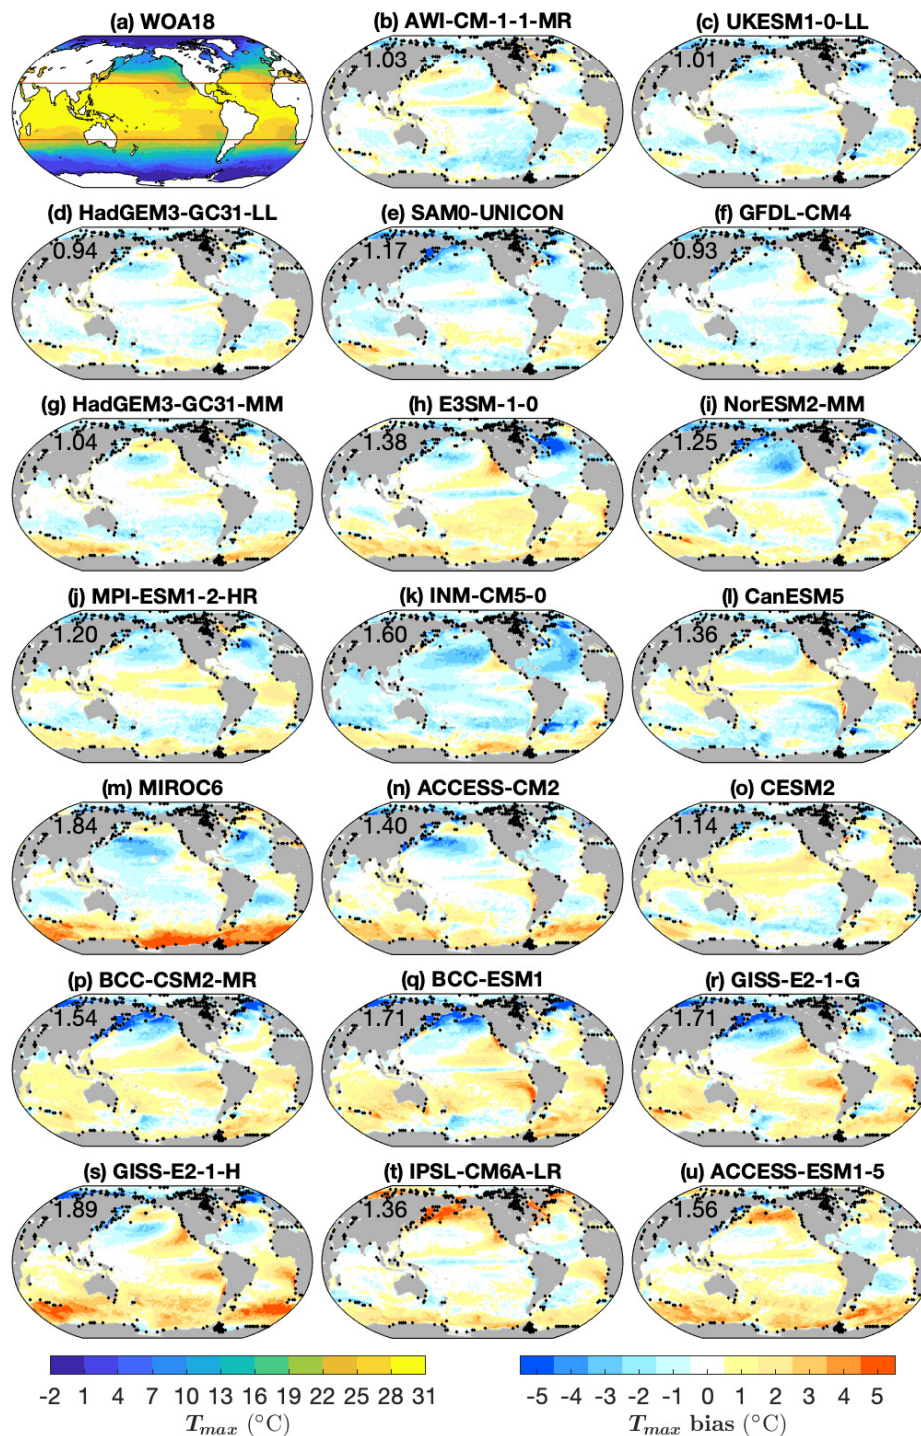 (a) WOA18
(b) AWI-CM-1-1-MR
(c) UKESM1-0-LL
1.03
1.01
(d) HadGEM3-GC31-LL
(e) SAM0-UNICON
(f) GFDL-CM4
0.94
1.17
0.93
(g) HadGEM3-GC31-MM
(h) E3SM-1-0
(i) NorESM2-MM
1.04
1.38
1.25
(j) MPI-ESM1-2-HR
(k) INM-CM5-0
(l) CanESM5
1.20
1.60
1.36
(m) MIROC6
(n) ACCESS-CM2
(o) CESM2
1.84
1.40
1.14
(p) BCC-CSM2-MR
(q) BCC-ESM1
(r) GISS-E2-1-G
1.54
1.71
1.71
(s) GISS-E2-1-H
(t) IPSL-CM6A-LR
(u) ACCESS-ESM1-5
1.89
1.36
1.56
-2 1 4 7 10 13 16 19 22 25 28 31
T_max (°C)
-5 -4 -3 -2 -1 0 1 2 3 4 5
T_max bias (°C)